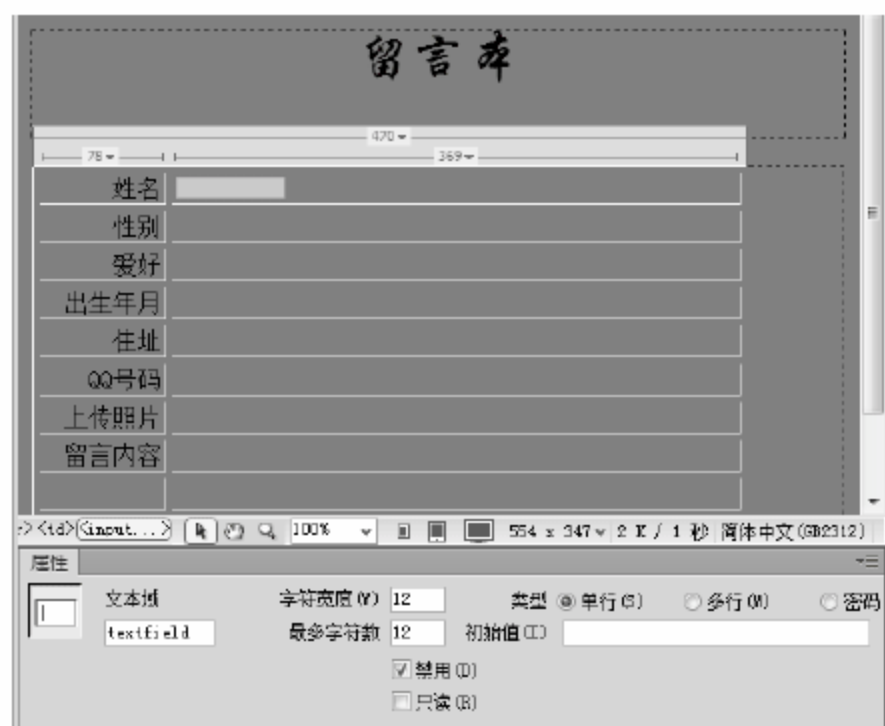 留言本
470
78 369
姓名
性别
爱好
出生年月
住址
QQ号码
上传照片
留言内容
<td> <input...> 100% 554 x 347 2 K / 1 秒 简体中文(GB2312)
属性
文本域 字符宽度(W) 12 类型 单行(S) 多行(M) 密码
textfield 最多字符数 12 初始值(I)
禁用(D)
只读(R)